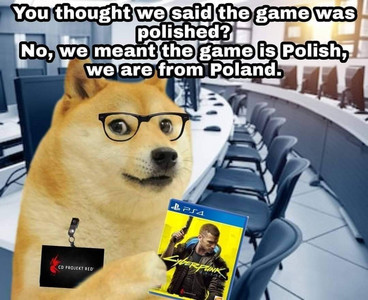 You thought we said the game was
polished?
No, we meant the game is Polish,
we are from Poland.
PS4
Cyberpunk
CD PROJEKT RED